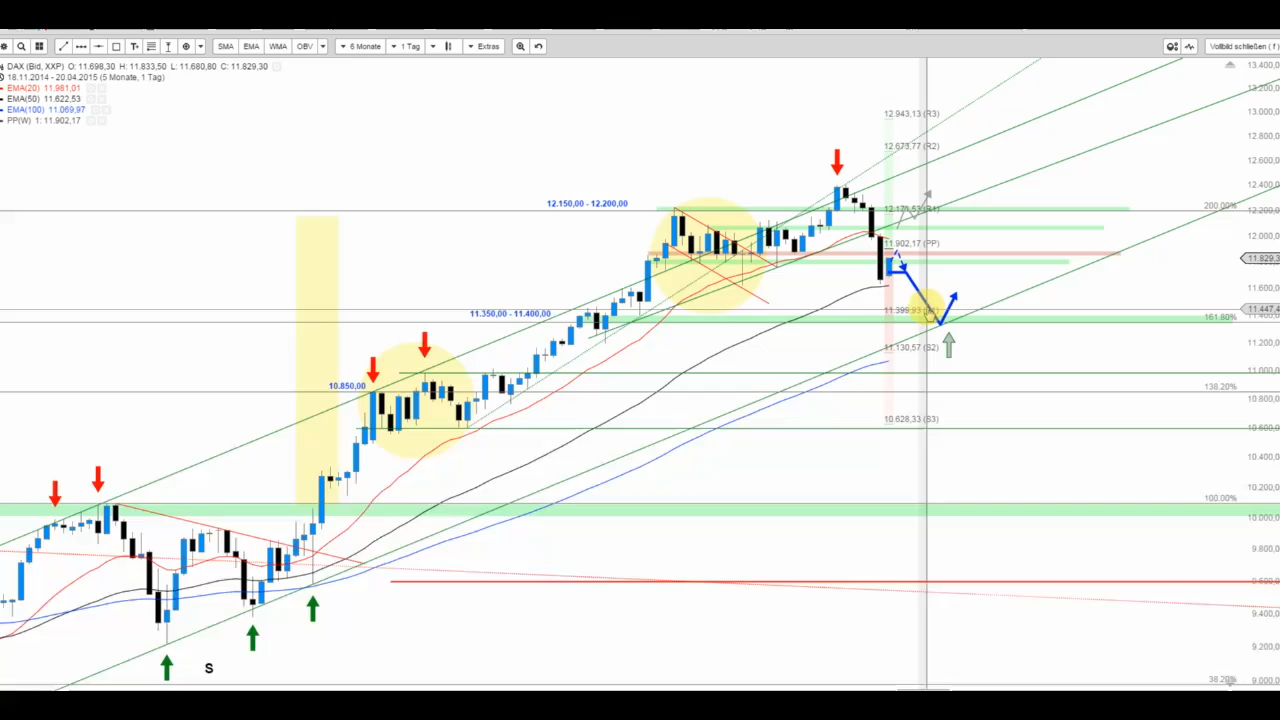 SMA EMA WMA OBV 6 Monate 1 Tag Extras Vollbild schließen ( f )
DAX (Bid, XXP) O: 11.698,30 H: 11.833,50 L: 11.680,80 C: 11.829,30
18.11.2014 - 20.04.2015 (5 Monate, 1 Tag)
EMA(20) 11.981,01
EMA(50) 11.622,53
EMA(100) 11.069,97
PP(W) 1: 11.902,17
13.400,
13.200,0
13.000,0
12.943,13 (R3)
12.800,0
12.673,77 (R2)
12.600,0
12.400,0
12.150,00 - 12.200,00
200.00%
12.200,0
12.000,0
11.902,17 (PP)
11.829,3
11.600,0
11.350,00 - 11.400,00
11.447,4
161.80%
11.200,0
11.130,57 (S2)
11.000,0
10.850,00
138.20%
10.800,0
10.628,33 (S3)
10.600,0
10.400,0
10.200,0
100.00%
10.000,0
9.800,0
9.600,0
9.400,0
S
9.200,0
38.20%
9.000,0